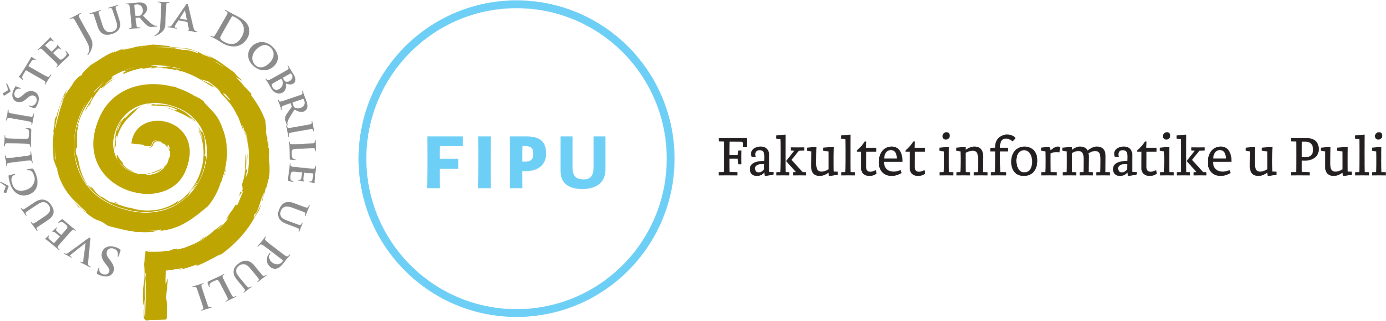 SVEUČILIŠTE JURJA DOBRILE U PULI
FIPU
Fakultet informatike u Puli